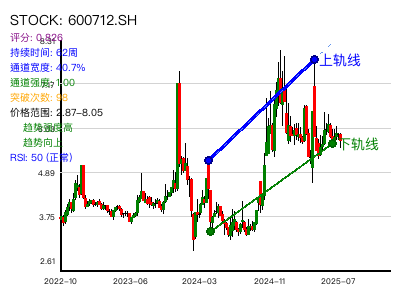 STOCK: 600712.SH
评分: 0.826
持续时间: 62周
通道宽度: 40.7%
通道强度: 1.00
突破次数: 98
价格范围: 2.87-8.05
趋势强度高
趋势向上
RSI: 50 (正常)
上轨线
下轨线
4.89
3.75
2.61
2022-10
2023-06
2024-03
2024-11
2025-07